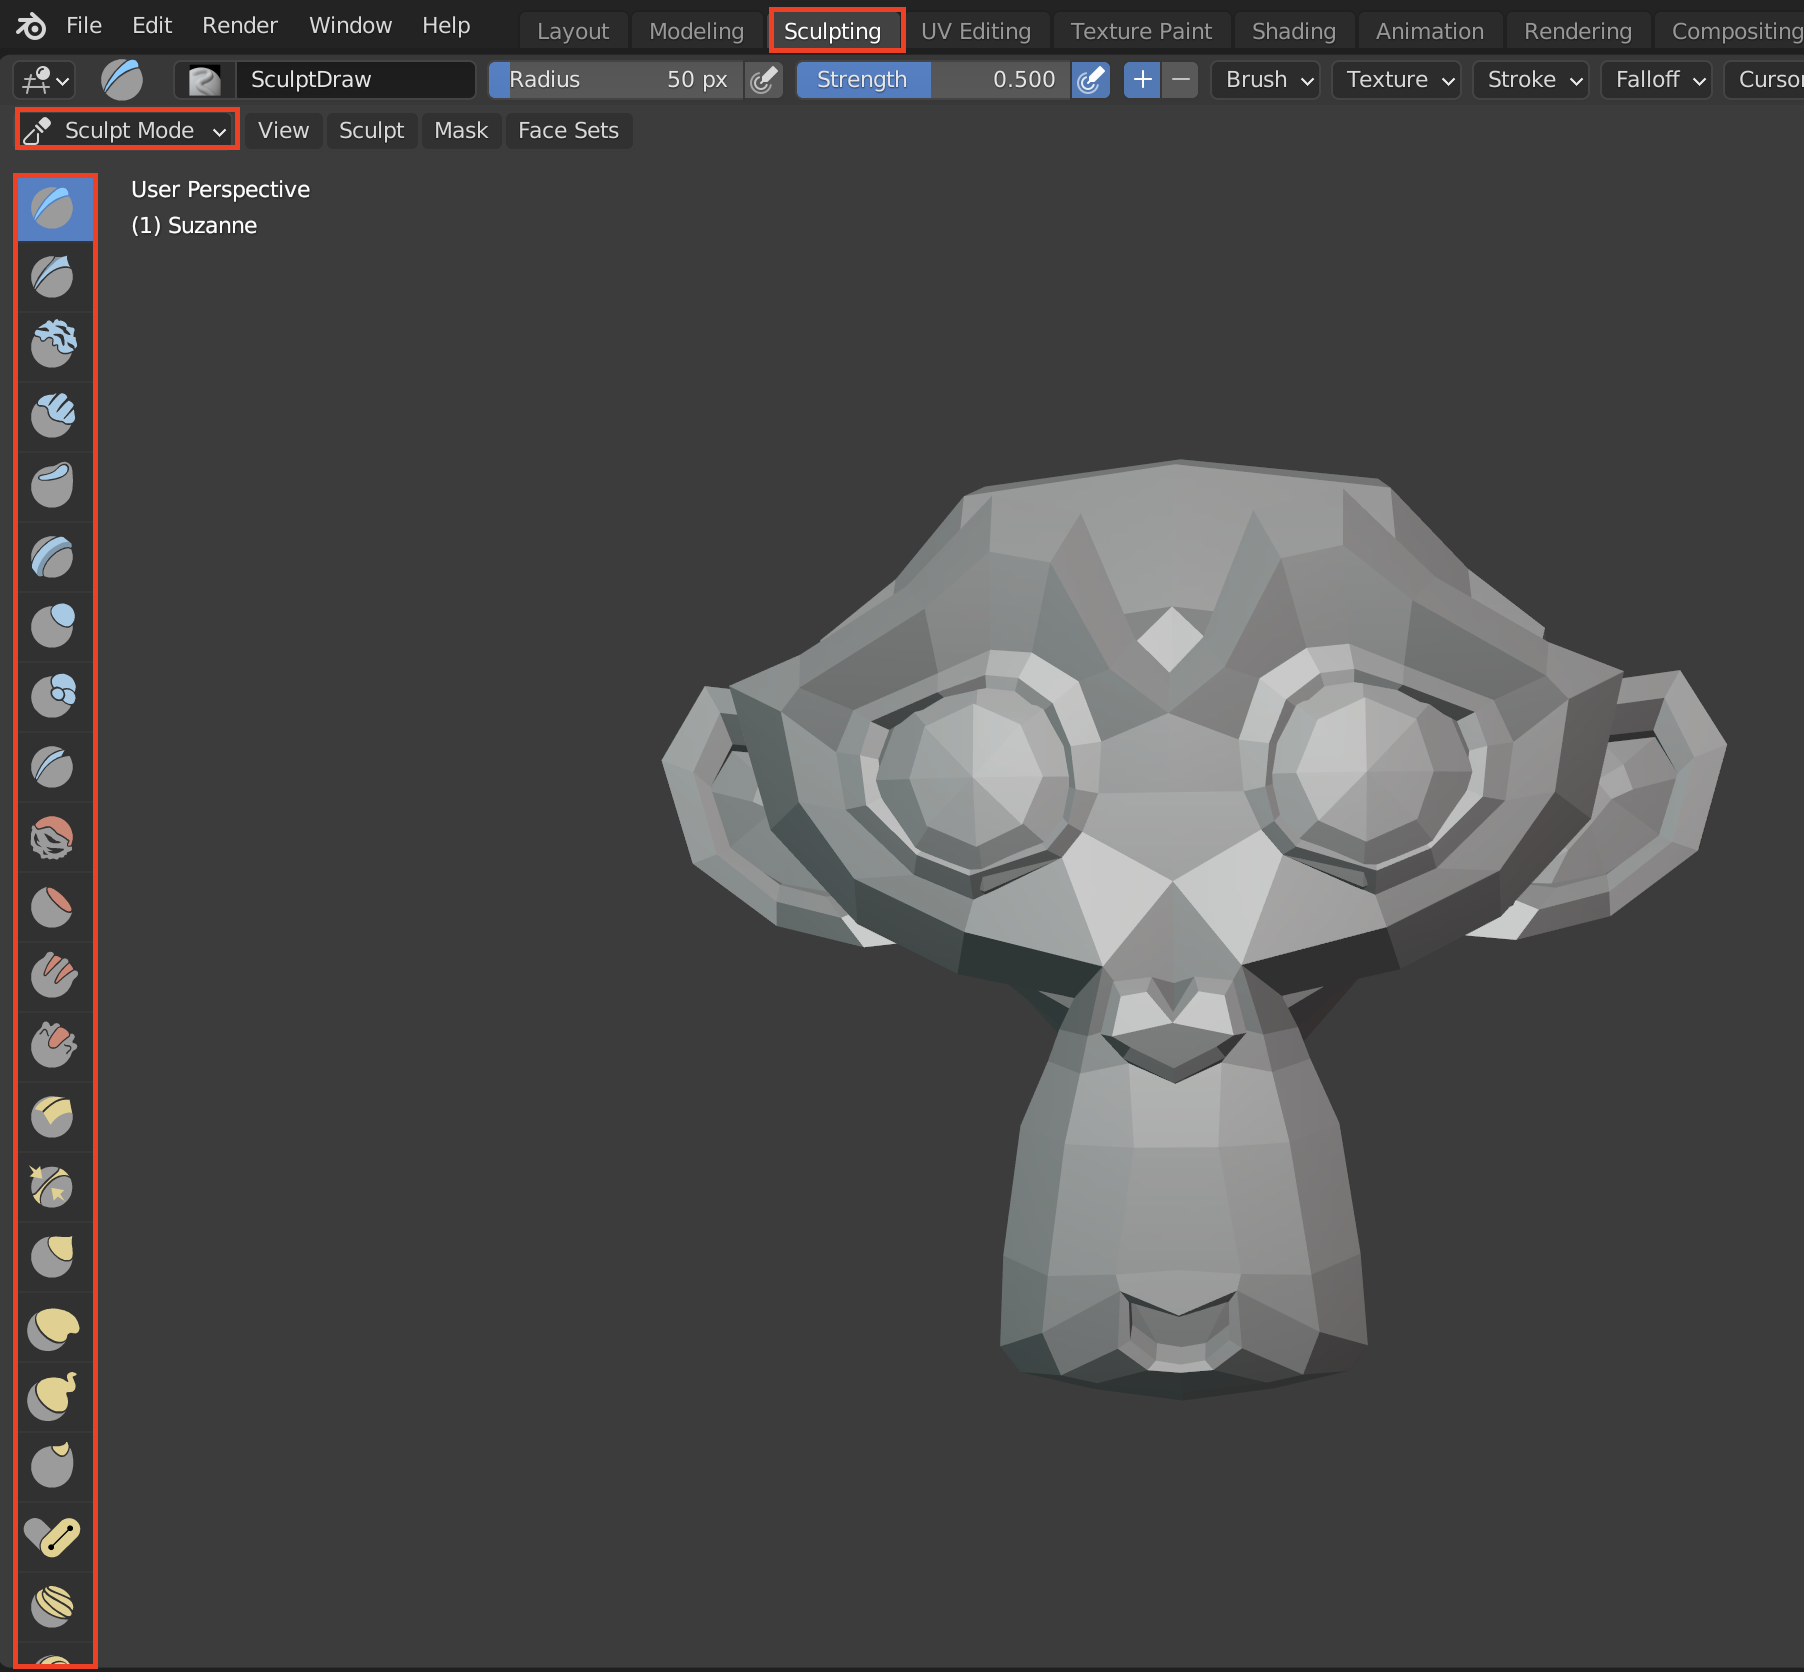 File Edit Render Window Help Layout Modeling Sculpting UV Editing Texture Paint Shading Animation Rendering Compositing
SculptDraw Radius 50 px Strength 0.500 Brush Texture Stroke Falloff Cursor
Sculpt Mode View Sculpt Mask Face Sets
User Perspective
(1) Suzanne